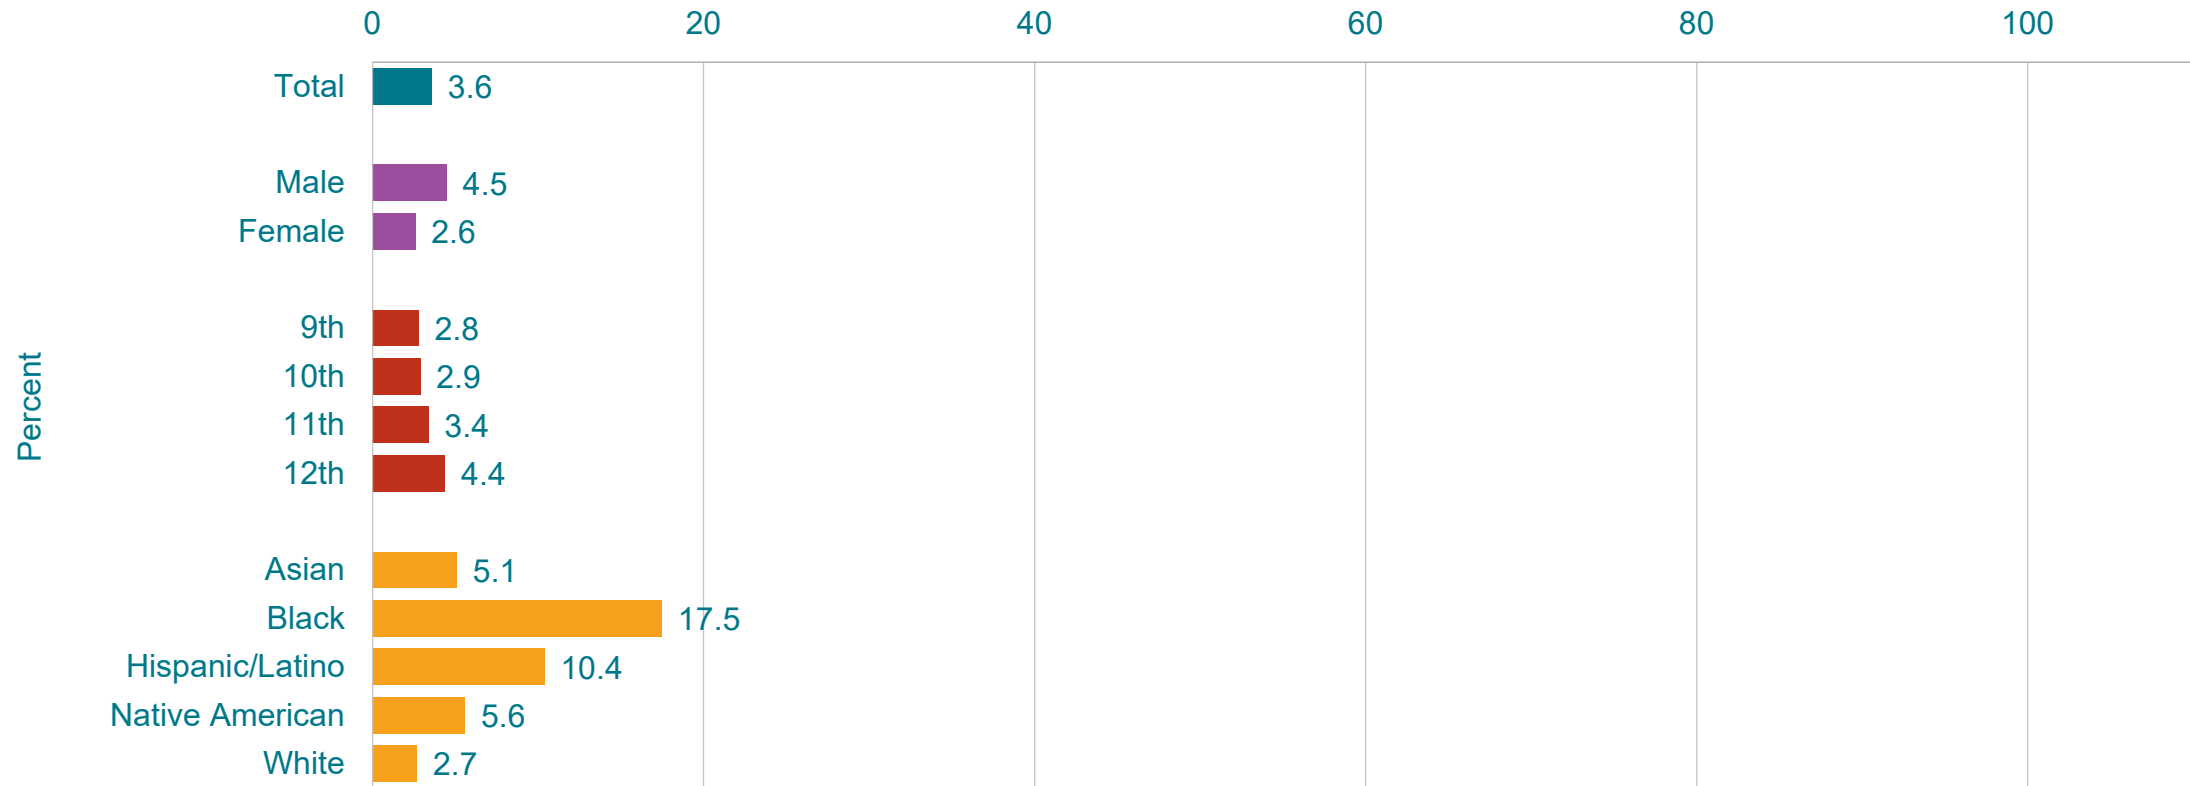 0 20 40 60 80 100
Total 3.6
Male 4.5
Female 2.6
9th 2.8
10th 2.9
11th 3.4
12th 4.4
Asian 5.1
Black 17.5
Hispanic/Latino 10.4
Native American 5.6
White 2.7
Percent